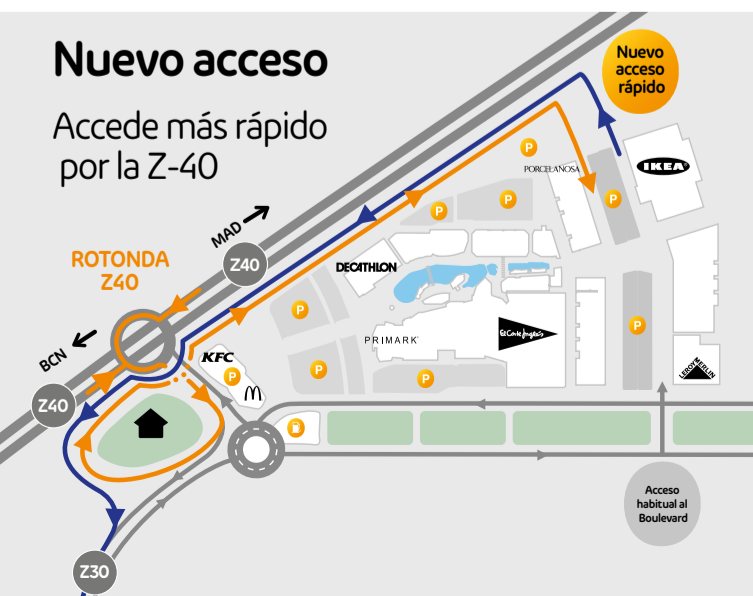 Nuevo acceso
Accede más rápido
por la Z-40
Nuevo
acceso
rápido
P
PORCELANOSA
IKEA
P
P
P
P
MAD
ROTONDA
Z40
Z40
DECATHLON
P
P
BCN
PRIMARK
El Corte Inglés
KFC
P
P
P
M
LEROY MERLIN
Z40
Acceso
habitual al
Boulevard
Z30